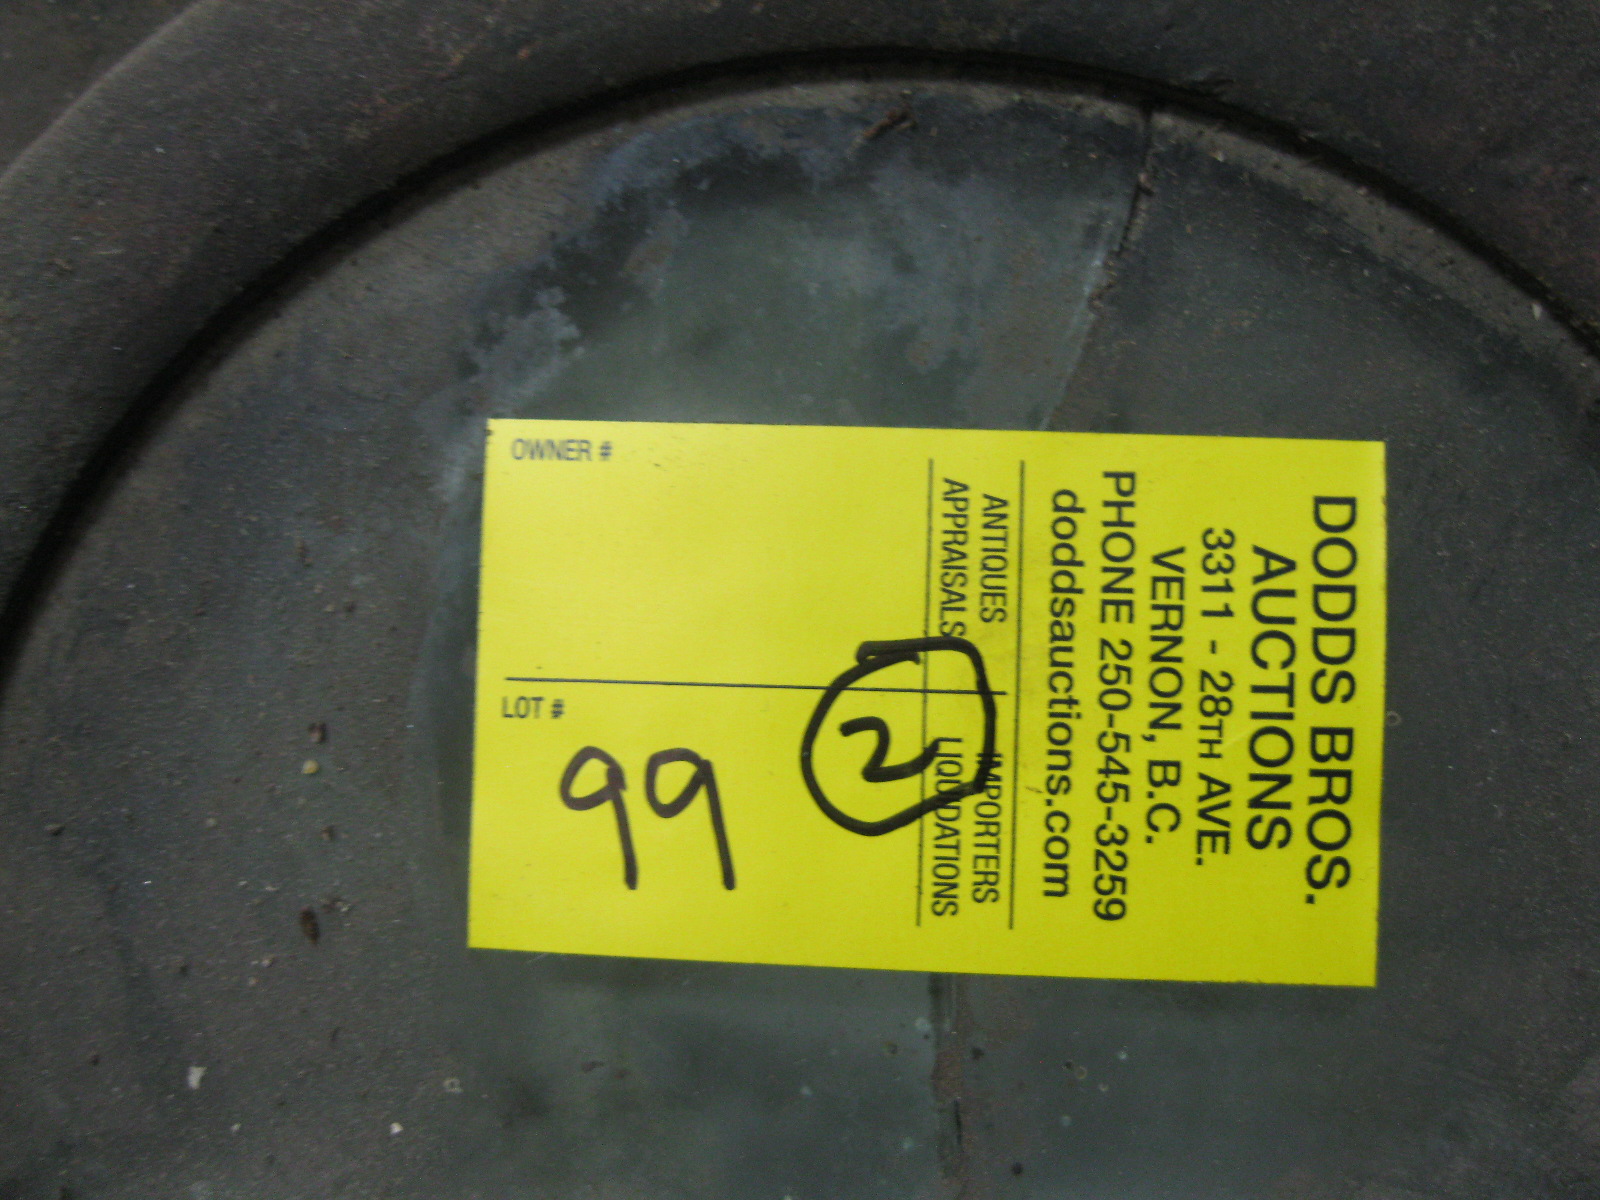 DODDS BROS.
AUCTIONS
3311 - 28TH AVE.
VERNON, B.C.
PHONE 250-545-3259
doddsauctions.com
ANTIQUES IMPORTERS
APPRAISALS LIQUIDATIONS
2
OWNER # LOT #
99